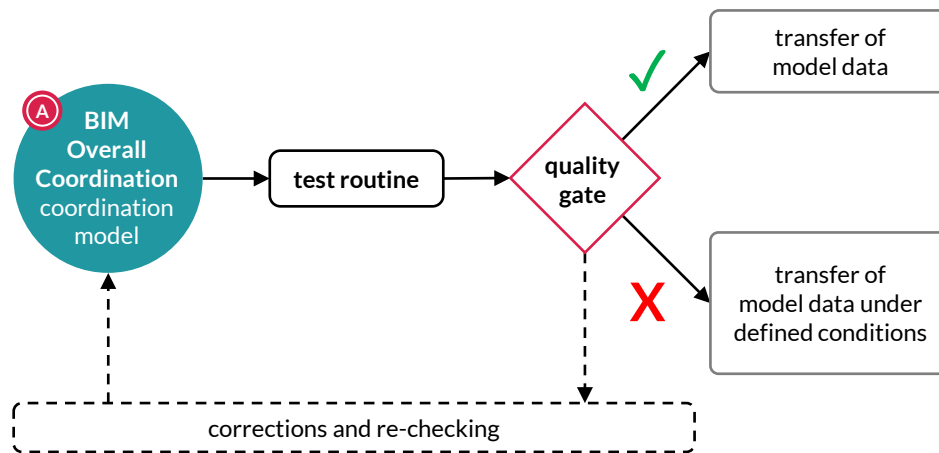 A
BIM
Overall
Coordination
coordination
model
test routine
quality
gate
transfer of
model data
X
transfer of
model data under
defined conditions
corrections and re-checking